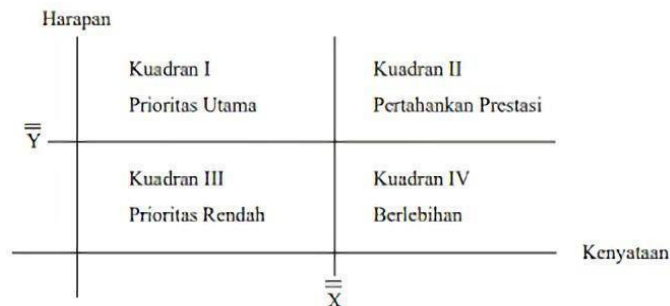 Harapan
Kuadran I
Prioritas Utama
Kuadran II
Pertahankan Prestasi
Y
Kuadran III
Prioritas Rendah
Kuadran IV
Berlebihan
Kenyataan
X